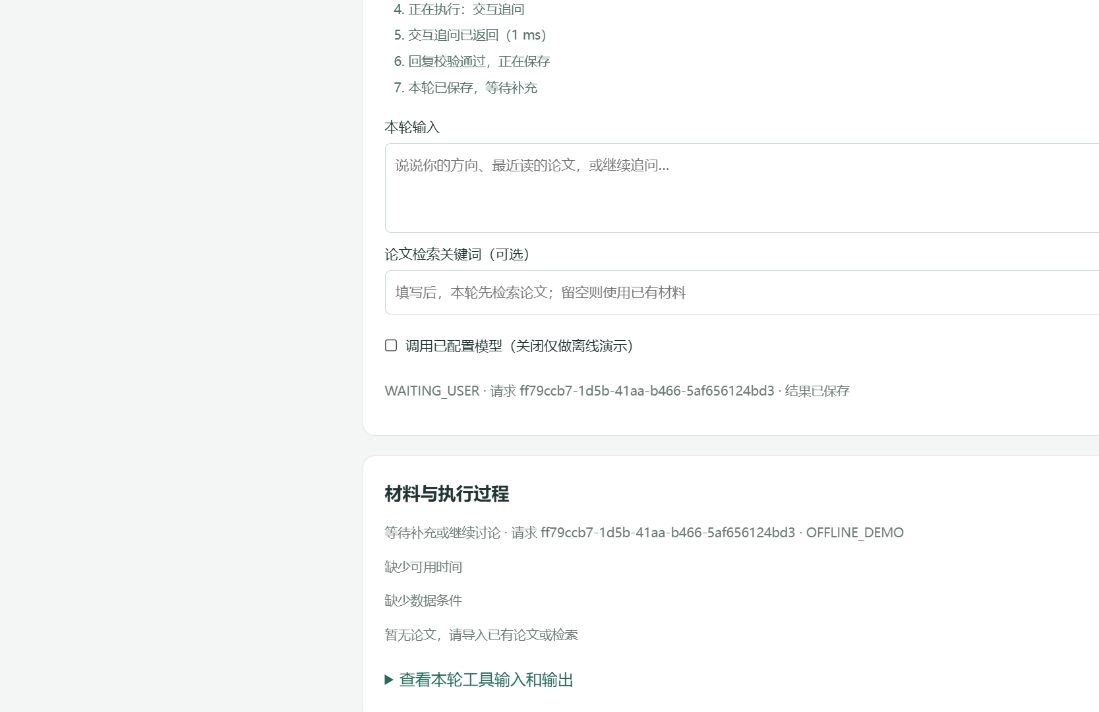 4. 正在执行：交互追问
5. 交互追问已返回（1 ms）
6. 回复校验通过，正在保存
7. 本轮已保存，等待补充
本轮输入
说说你的方向、最近读的论文，或继续追问...
论文检索关键词（可选）
填写后，本轮先检索论文；留空则使用已有材料
调用已配置模型（关闭仅做离线演示）
WAITING_USER · 请求 ff79ccb7-1d5b-41aa-b466-5af656124bd3 · 结果已保存
材料与执行过程
等待补充或继续讨论 · 请求 ff79ccb7-1d5b-41aa-b466-5af656124bd3 · OFFLINE_DEMO
缺少可用时间
缺少数据条件
暂无论文，请导入已有论文或检索
▶ 查看本轮工具输入和输出